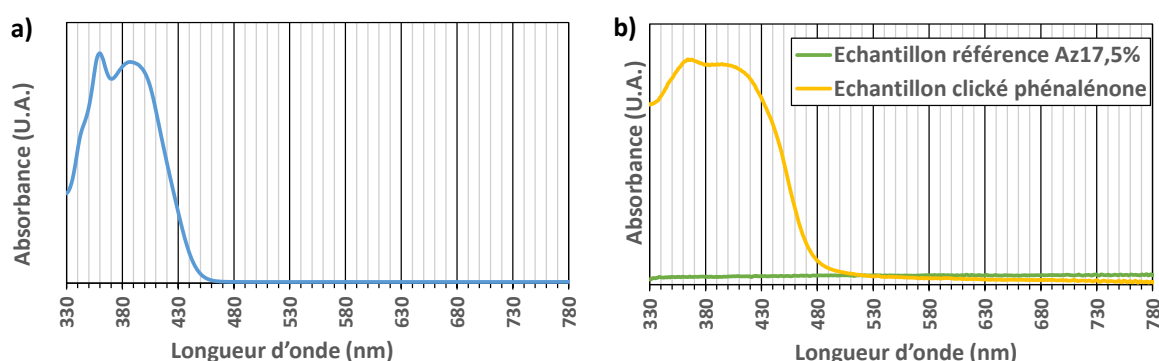 a)
Absorbance (U.A.)
330
380
430
480
530
580
630
680
730
780
Longueur d'onde (nm)
b)
Absorbance (U.A.)
Echantillon référence Az17,5%
Echantillon clické phénalénone
330
380
430
480
530
580
630
680
730
780
Longueur d'onde (nm)